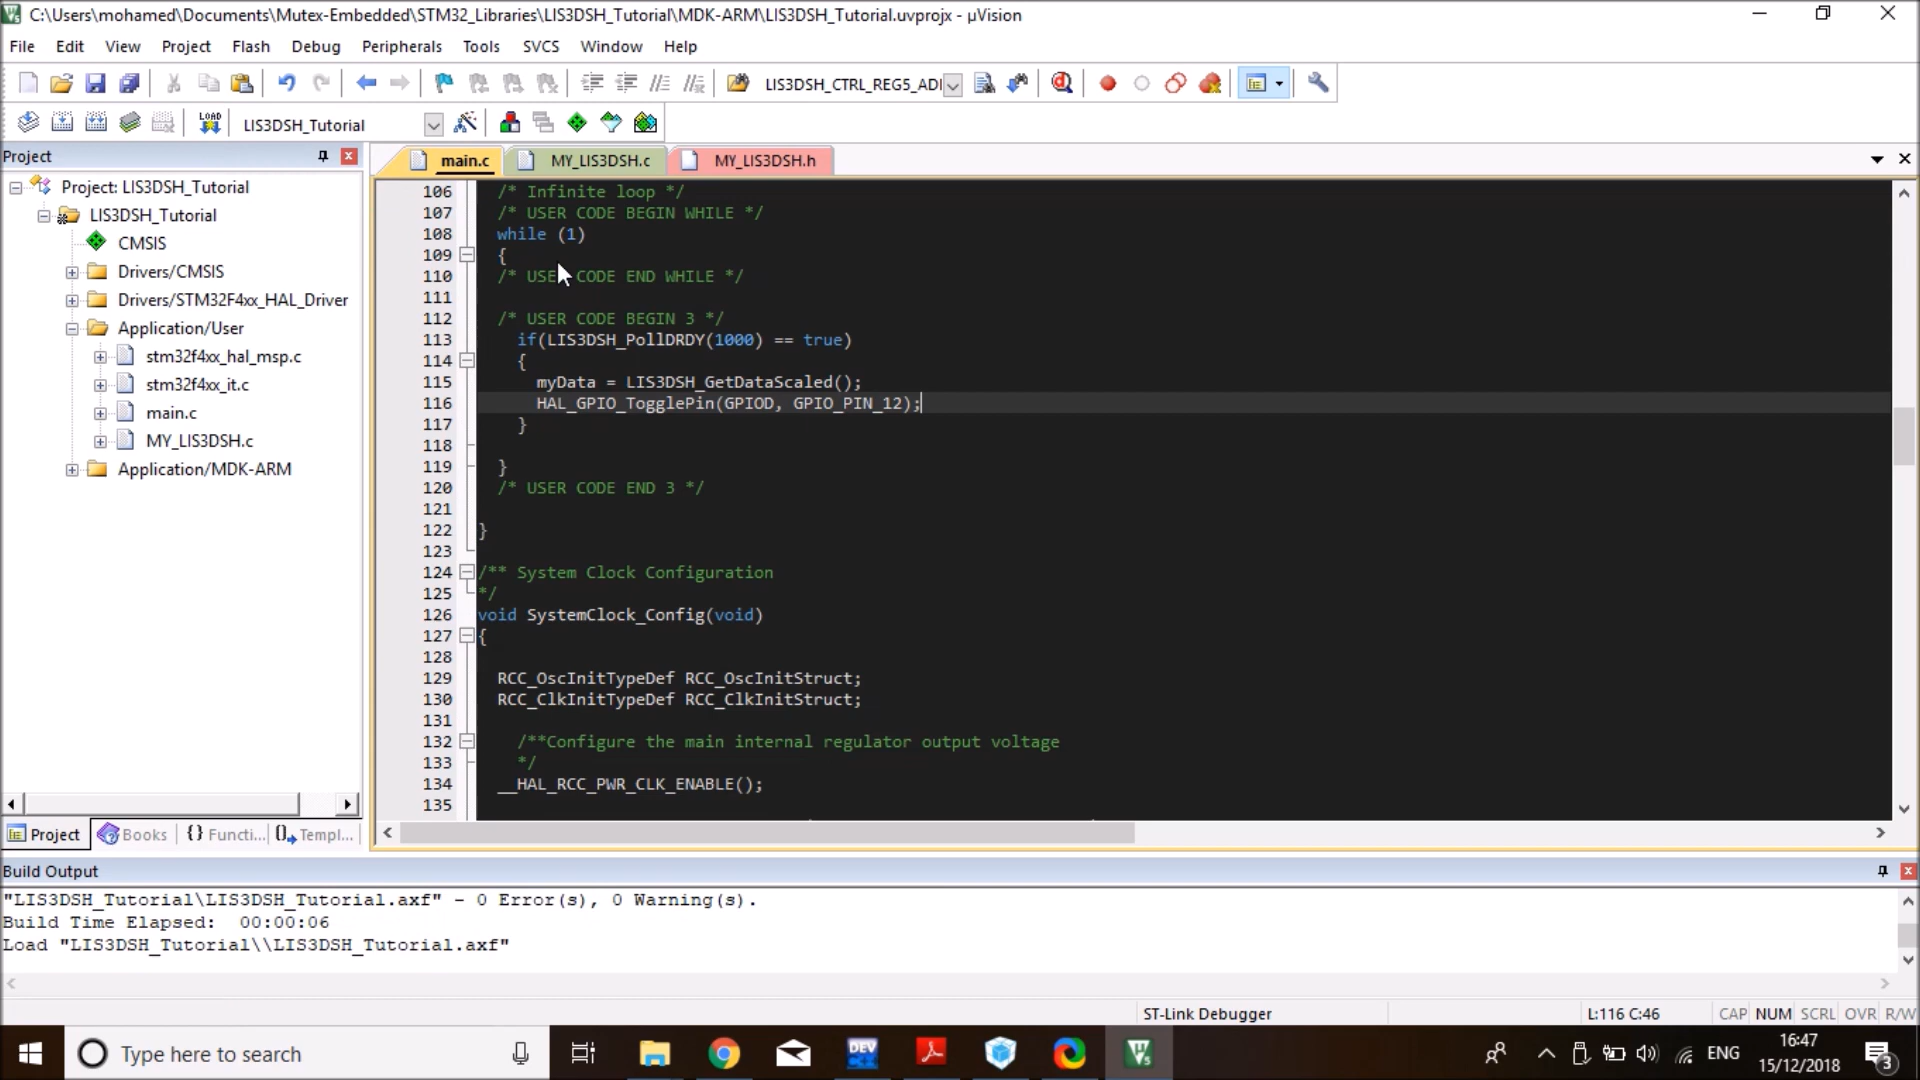 C:\Users\mohamed\Documents\Mutex-Embedded\STM32_Libraries\LIS3DSH_Tutorial\MDK-ARM\LIS3DSH_Tutorial.uvprojx - µVision
File Edit View Project Flash Debug Peripherals Tools SVCS Window Help
LIS3DSH_CTRL_REG5_ADI
LOAD LIS3DSH_Tutorial
Project
Project: LIS3DSH_Tutorial
LIS3DSH_Tutorial
CMSIS
Drivers/CMSIS
Drivers/STM32F4xx_HAL_Driver
Application/User
stm32f4xx_hal_msp.c
stm32f4xx_it.c
main.c
MY_LIS3DSH.c
Application/MDK-ARM
Project Books {} Functi... Templ...
main.c MY_LIS3DSH.c MY_LIS3DSH.h
106 /* Infinite loop */
107 /* USER CODE BEGIN WHILE */
108 while (1)
109 {
110 /* USER CODE END WHILE */
111
112 /* USER CODE BEGIN 3 */
113 if(LIS3DSH_PollDRDY(1000) == true)
114 {
115 myData = LIS3DSH_GetDataScaled();
116 HAL_GPIO_TogglePin(GPIOD, GPIO_PIN_12);
117 }
118
119 }
120 /* USER CODE END 3 */
121
122 }
123
124 /** System Clock Configuration
125 */
126 void SystemClock_Config(void)
127 {
128
129 RCC_OscInitTypeDef RCC_OscInitStruct;
130 RCC_ClkInitTypeDef RCC_ClkInitStruct;
131
132 /**Configure the main internal regulator output voltage
133 */
134 __HAL_RCC_PWR_CLK_ENABLE();
135
Build Output
"LIS3DSH_Tutorial\LIS3DSH_Tutorial.axf" - 0 Error(s), 0 Warning(s).
Build Time Elapsed: 00:00:06
Load "LIS3DSH_Tutorial\\LIS3DSH_Tutorial.axf"
ST-Link Debugger L:116 C:46 CAP NUM SCRL OVR R/W
Type here to search
DEV
ENG
16:47
15/12/2018
3